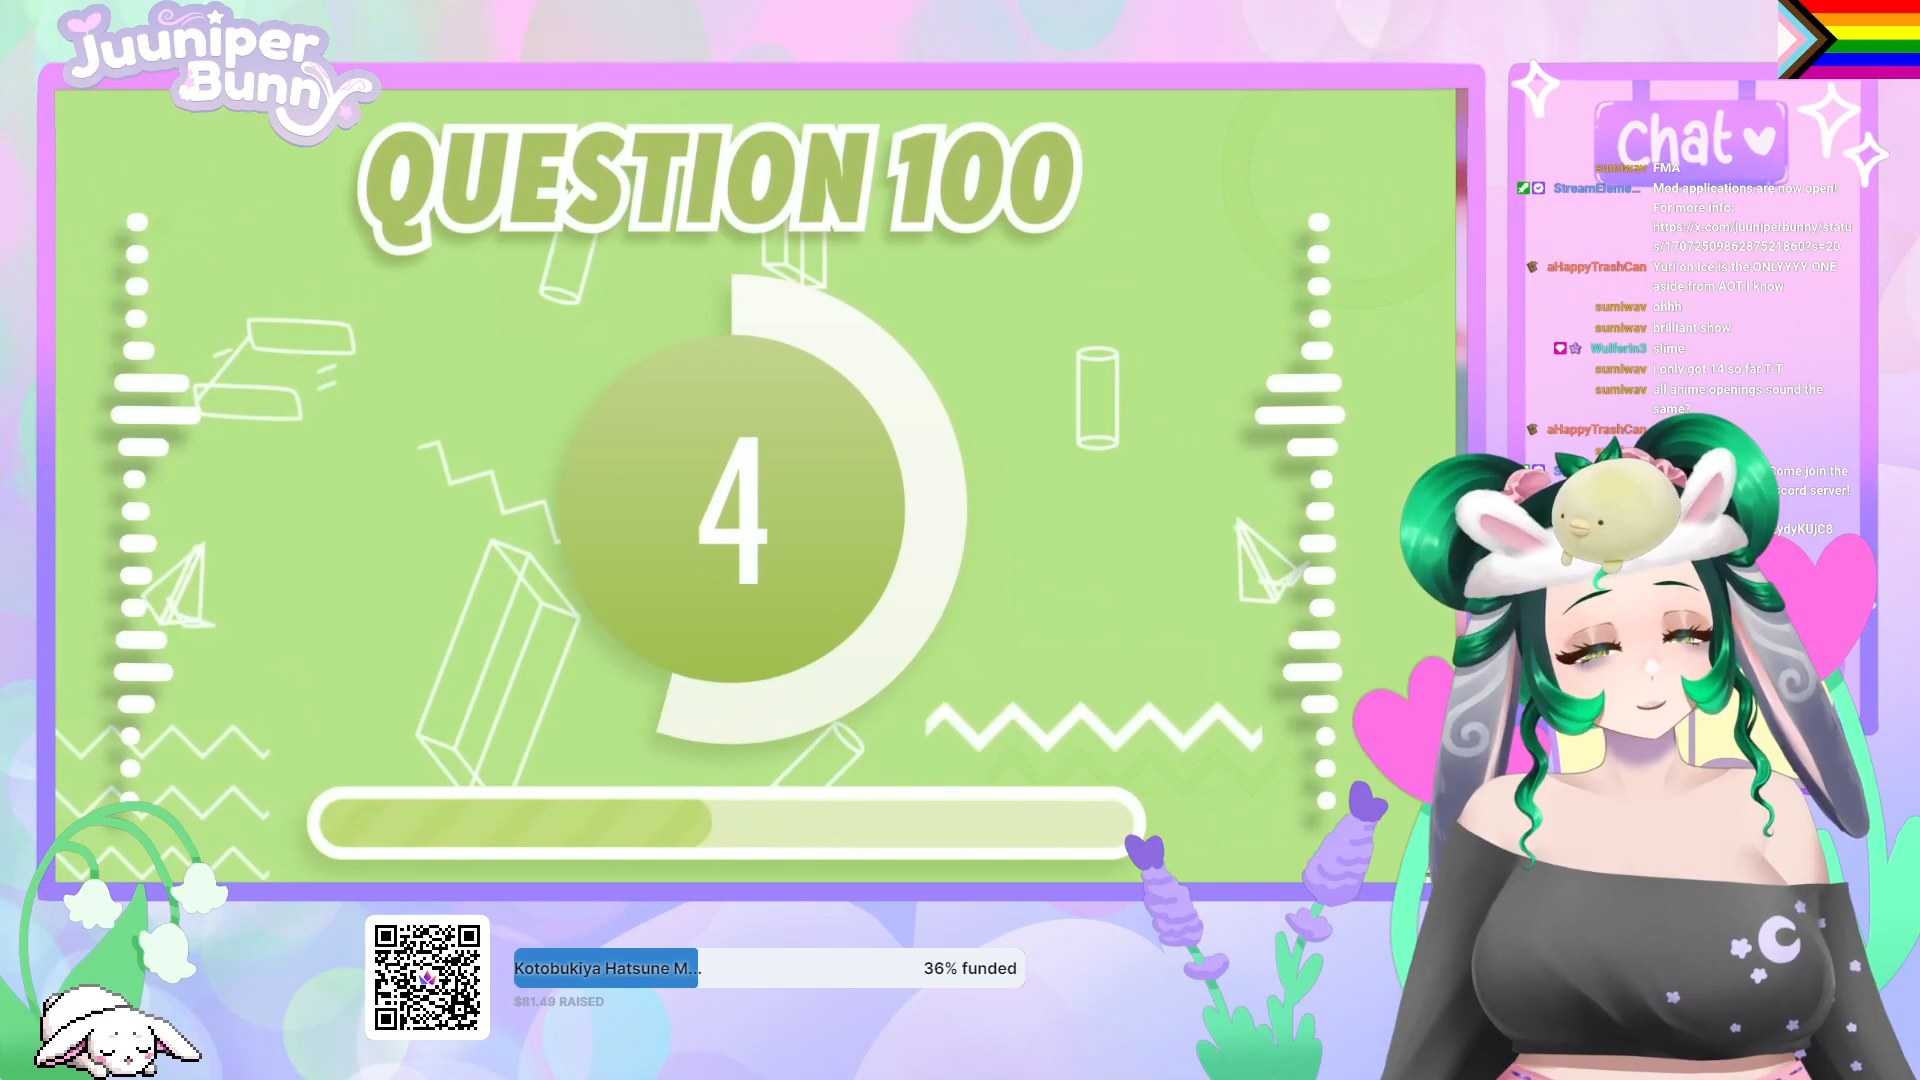 Juuniper
Bunny
QUESTION 100
4
chat
sumiwav FMA
StreamEleme... Mod applications are now open!
For more info:
https://x.com/juuniperbunny/statu
s/1707250986287521860?s=20
aHappyTrashCan Yuri on Ice is the ONLYYYY ONE
aside from AOT I know
sumiwav ohhh
sumiwav brilliant show
Wulferin3 slime
sumiwav i only got 14 so far T-T
sumiwav all anime openings sound the
same?
aHappyTrashCan
Come join the
scord server!
ydyKUjC8
Kotobukiya Hatsune M... 36% funded
$81.49 RAISED